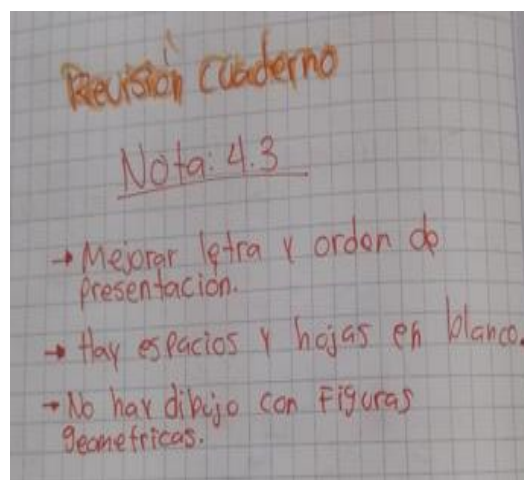 Revisión Cuaderno
Nota: 4.3
→ Mejorar letra y orden de
presentación.
→ Hay espacios y hojas en blanco.
→ No hay dibujo con Figuras
geometricas.